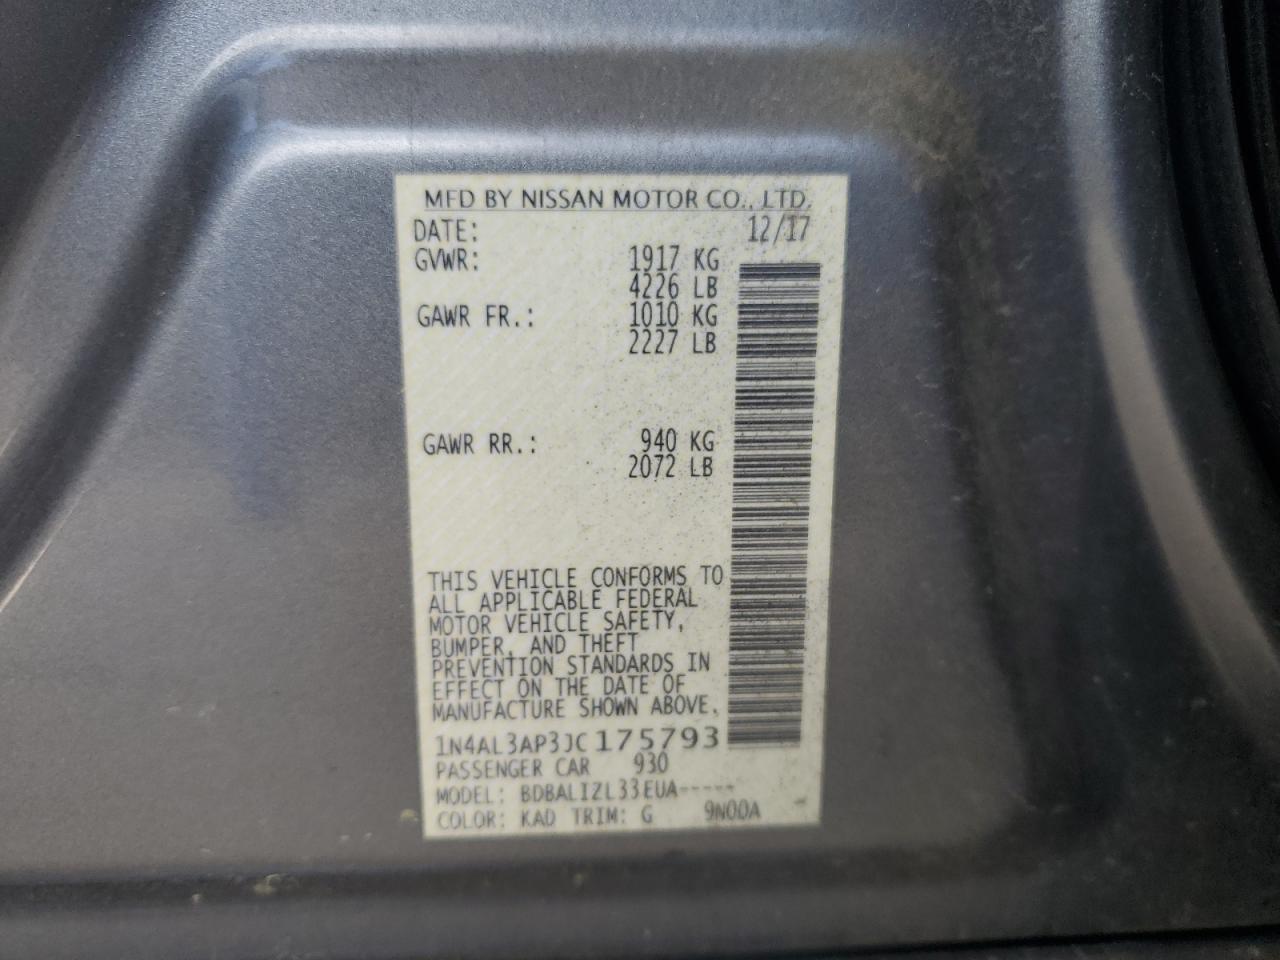 MFD BY NISSAN MOTOR CO., LTD.
DATE: 12/17
GVWR: 1917 KG
4226 LB
GAWR FR.: 1010 KG
2227 LB
GAWR RR.: 940 KG
2072 LB
THIS VEHICLE CONFORMS TO
ALL APPLICABLE FEDERAL
MOTOR VEHICLE SAFETY,
BUMPER, AND THEFT
PREVENTION STANDARDS IN
EFFECT ON THE DATE OF
MANUFACTURE SHOWN ABOVE.
1N4AL3AP3JC175793
PASSENGER CAR 930
MODEL: BDBALIZL33EUA-----
COLOR: KAD TRIM: G 9N00A